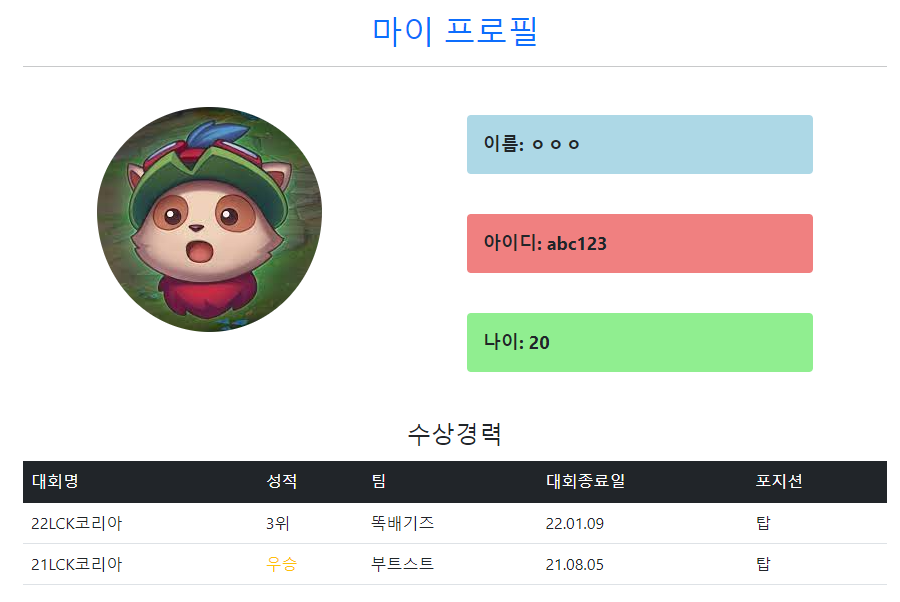 마이 프로필
이름: ㅇㅇㅇ
아이디: abc123
나이: 20
수상경력
대회명 성적 팀 대회종료일 포지션
22LCK코리아 3위 똑배기즈 22.01.09 탑
21LCK코리아 우승 부트스트 21.08.05 탑